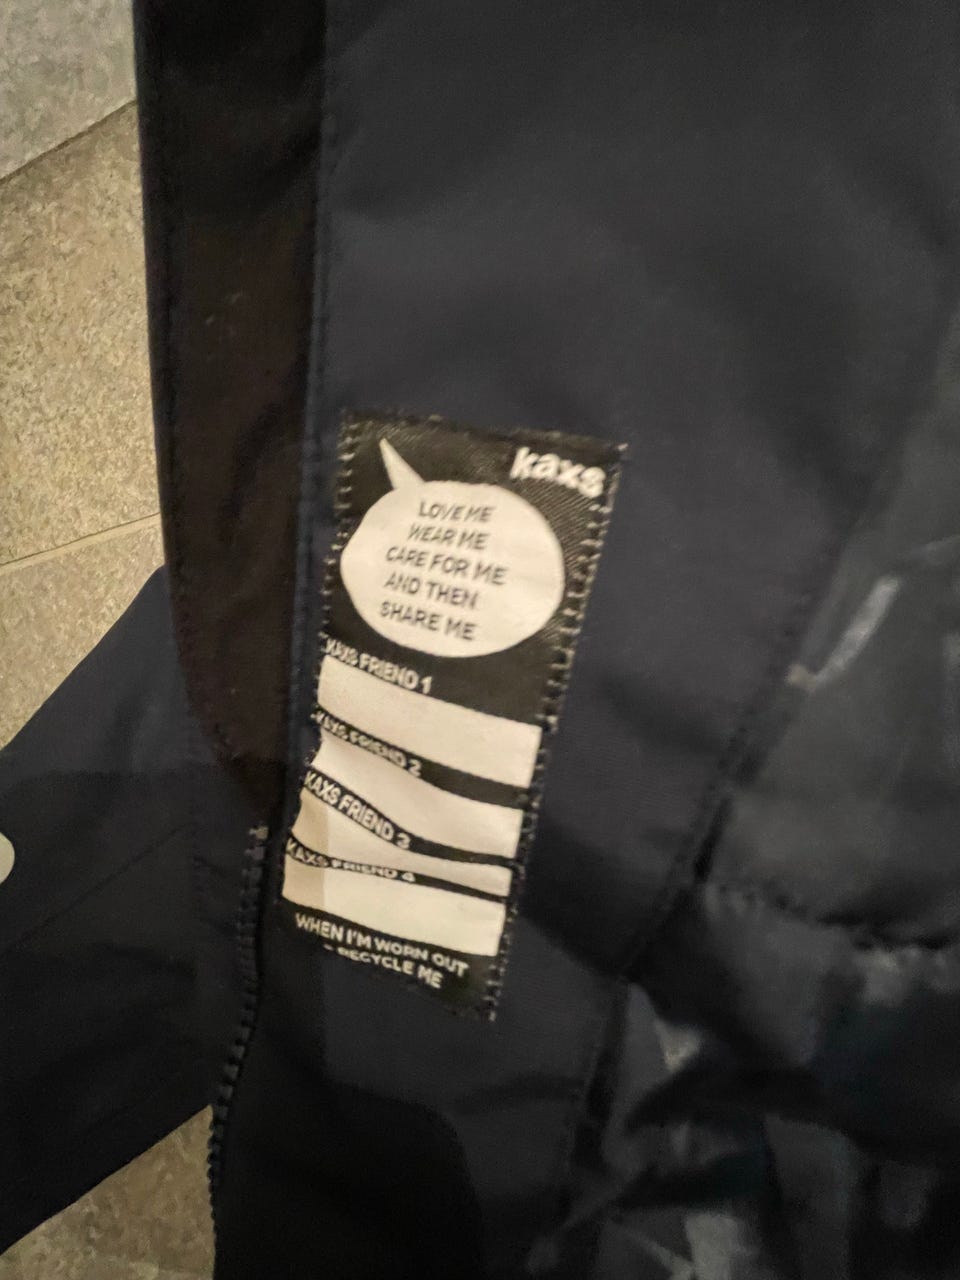 kaxs
LOVE ME
WEAR ME
CARE FOR ME
AND THEN
SHARE ME
KAXS FRIEND 1
KAXS FRIEND 2
KAXS FRIEND 3
KAXS FRIEND 4
WHEN I'M WORN OUT
- RECYCLE ME